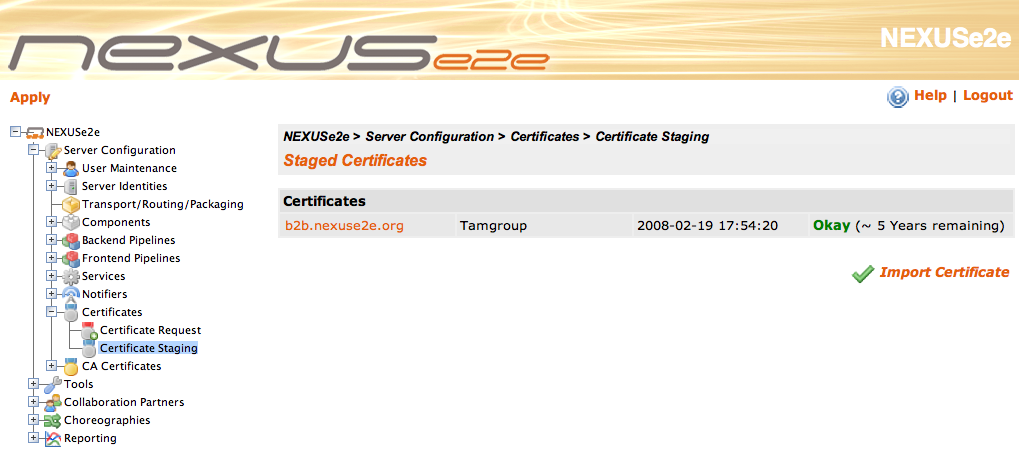 nexus e2e
NEXUSe2e
Apply
Help | Logout
NEXUSe2e
Server Configuration
User Maintenance
Server Identities
Transport/Routing/Packaging
Components
Backend Pipelines
Frontend Pipelines
Services
Notifiers
Certificates
Certificate Request
Certificate Staging
CA Certificates
Tools
Collaboration Partners
Choreographies
Reporting
NEXUSe2e > Server Configuration > Certificates > Certificate Staging
Staged Certificates
Certificates
b2b.nexuse2e.org Tamgroup 2008-02-19 17:54:20 Okay (~ 5 Years remaining)
Import Certificate